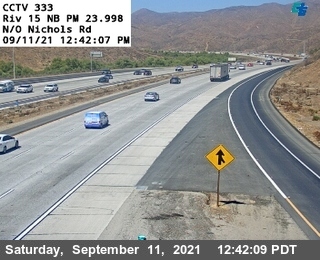 CCTV 333
Riv 15 NB PM 23.998
N/O Nichols Rd
09/11/21 12:42:07 PM
Saturday, September 11, 2021 12:42:09 PDT